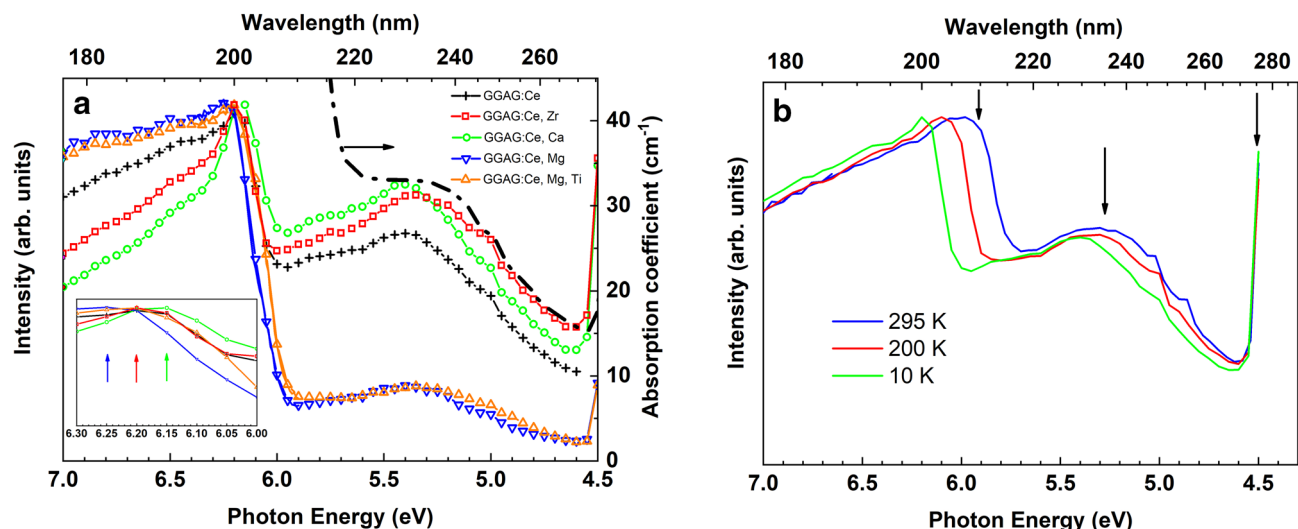 Wavelength (nm)
180 200 220 240 260
a
GGAG:Ce
GGAG:Ce, Zr
GGAG:Ce, Ca
GGAG:Ce, Mg
GGAG:Ce, Mg, Ti
Intensity (arb. units)
40
30
20
10
0
Absorption coefficient (cm⁻¹)
6.30 6.25 6.20 6.15 6.10 6.05 6.00
7.0 6.5 6.0 5.5 5.0 4.5
Photon Energy (eV)
Wavelength (nm)
180 200 220 240 260 280
b
Intensity (arb. units)
295 K
200 K
10 K
7.0 6.5 6.0 5.5 5.0 4.5
Photon Energy (eV)